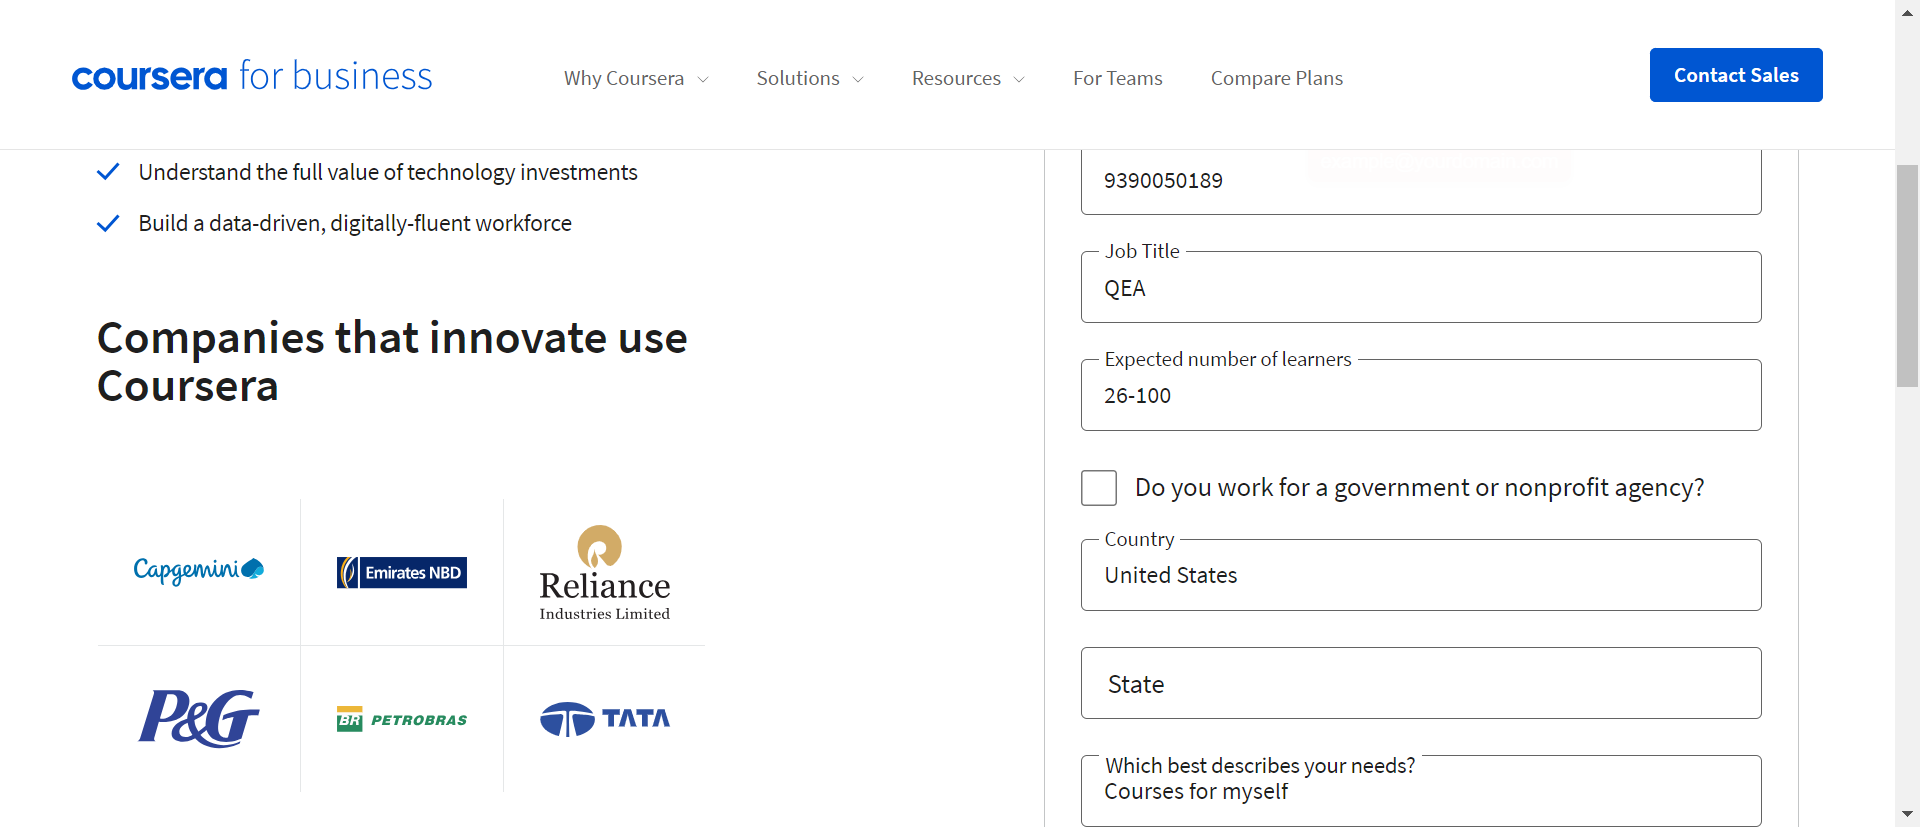 coursera for business
Why Coursera
Solutions
Resources
For Teams
Compare Plans
Contact Sales
Understand the full value of technology investments
Build a data-driven, digitally-fluent workforce
Companies that innovate use
Coursera
Capgemini
Emirates NBD
Reliance
Industries Limited
P&G
BR PETROBRAS
TATA
9390050189
Job Title
QEA
Expected number of learners
26-100
Do you work for a government or nonprofit agency?
Country
United States
State
Which best describes your needs?
Courses for myself